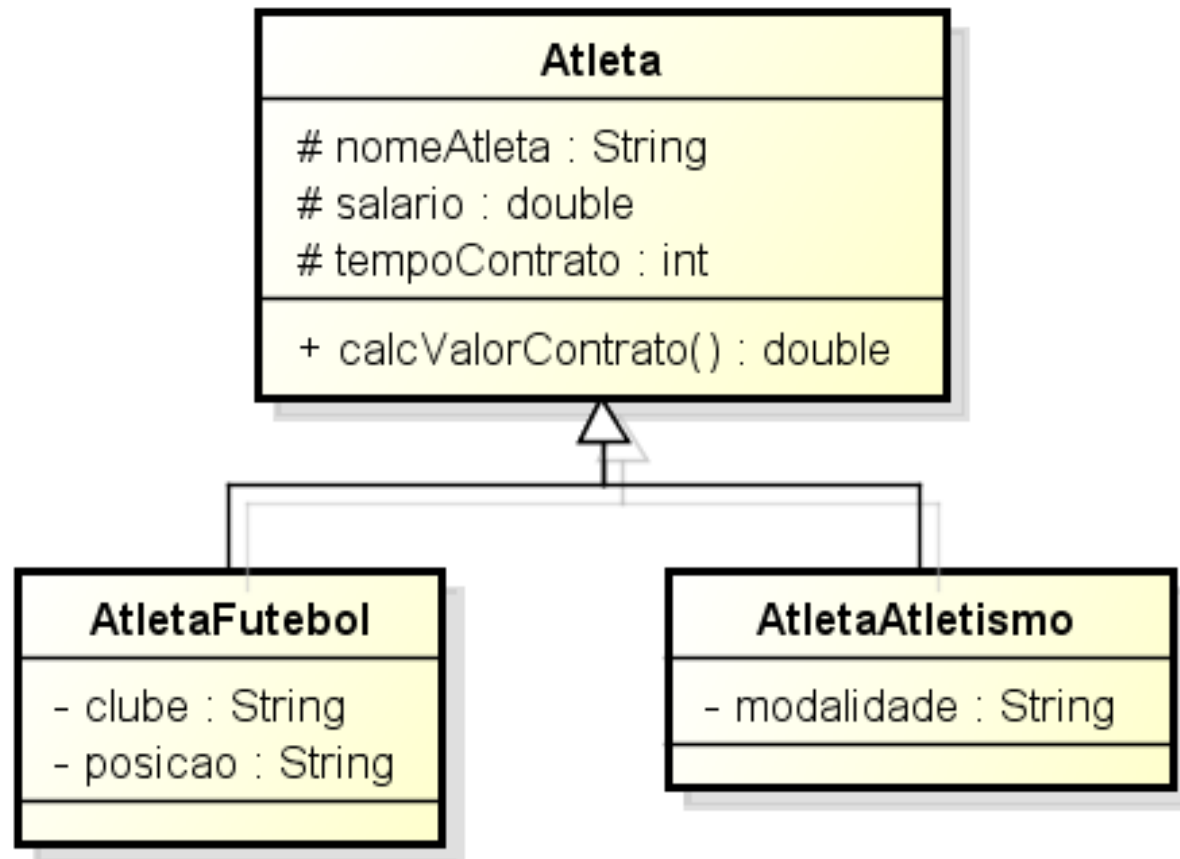 Atleta
# nomeAtleta : String
# salario : double
# tempoContrato : int
+ calcValorContrato() : double
AtletaFutebol
- clube : String
- posicao : String
AtletaAtletismo
- modalidade : String